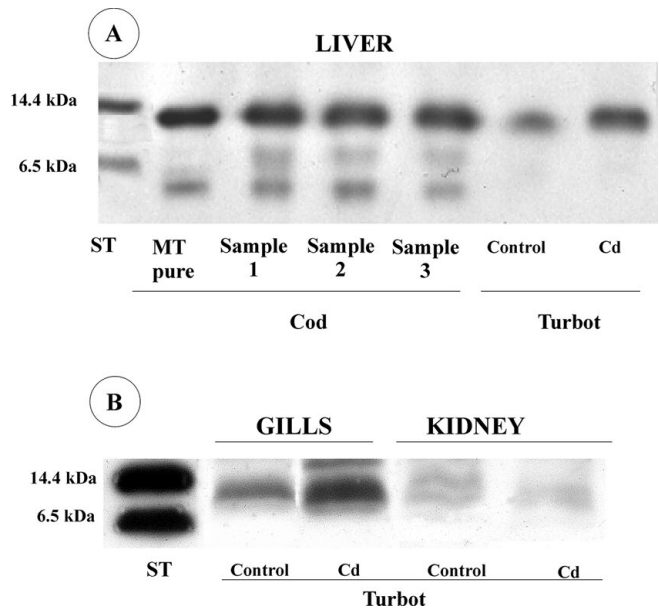 A
LIVER
14.4 kDa
6.5 kDa
ST MT pure Sample 1 Sample 2 Sample 3 Control Cd
Cod Turbot
B
GILLS KIDNEY
14.4 kDa
6.5 kDa
ST Control Cd Control Cd
Turbot